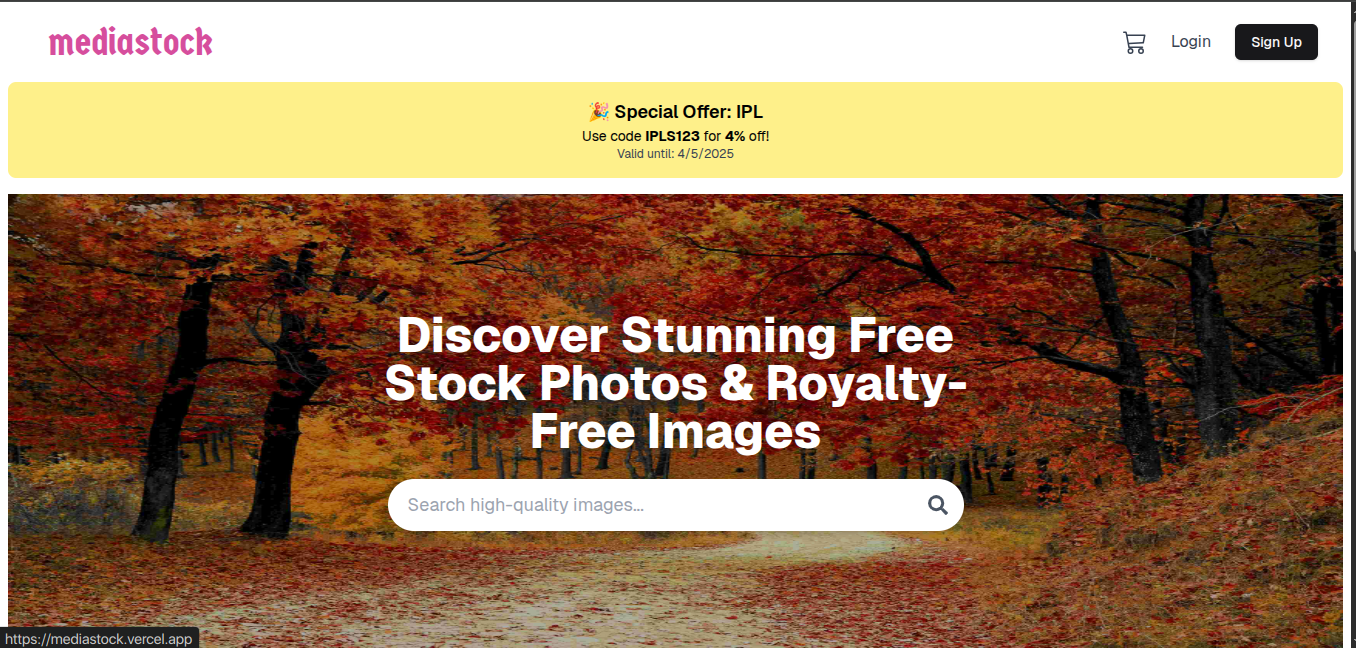 mediastock
Login
Sign Up
🎉 Special Offer: IPL
Use code IPLS123 for 4% off!
Valid until: 4/5/2025
Discover Stunning Free
Stock Photos & Royalty-
Free Images
Search high-quality images...
https://mediastock.vercel.app